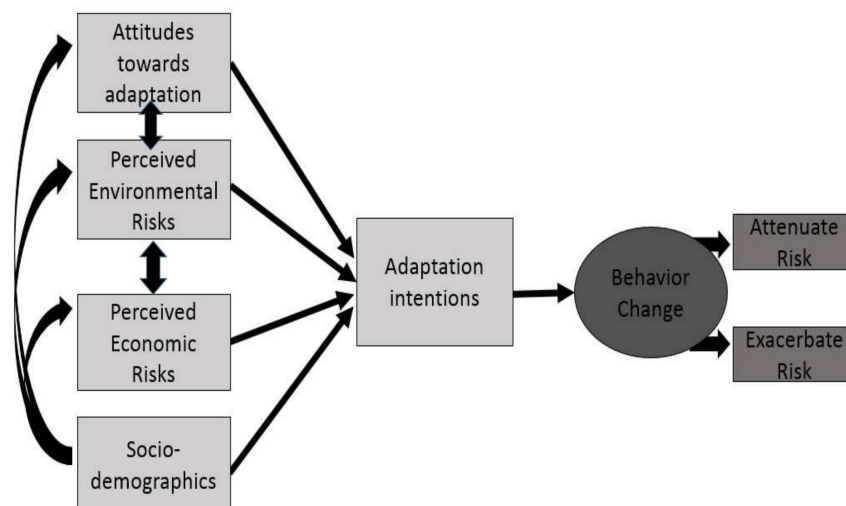 Attitudes
towards
adaptation
Perceived
Environmental
Risks
Perceived
Economic
Risks
Socio-
demographics
Adaptation
intentions
Behavior
Change
Attenuate
Risk
Exacerbate
Risk